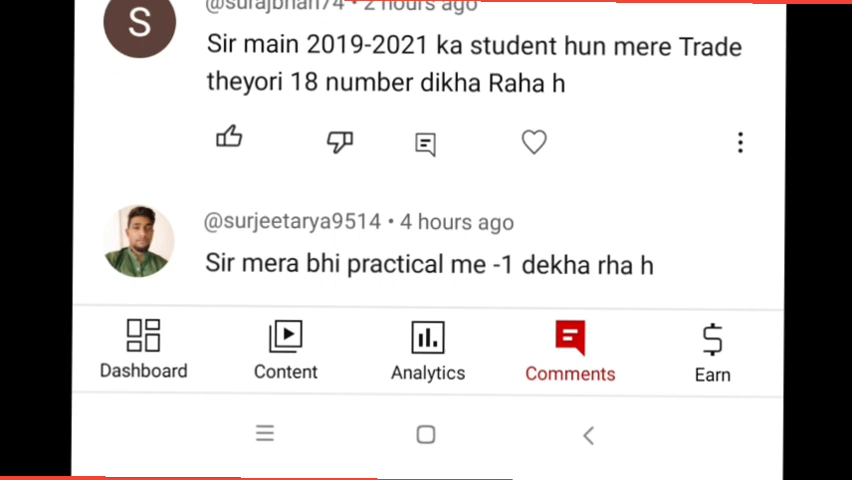 S
@surajbhan74 • 2 hours ago
Sir main 2019-2021 ka student hun mere Trade
theyori 18 number dikha Raha h
@surjeetarya9514 • 4 hours ago
Sir mera bhi practical me -1 dekha rha h
Dashboard
Content
Analytics
Comments
Earn